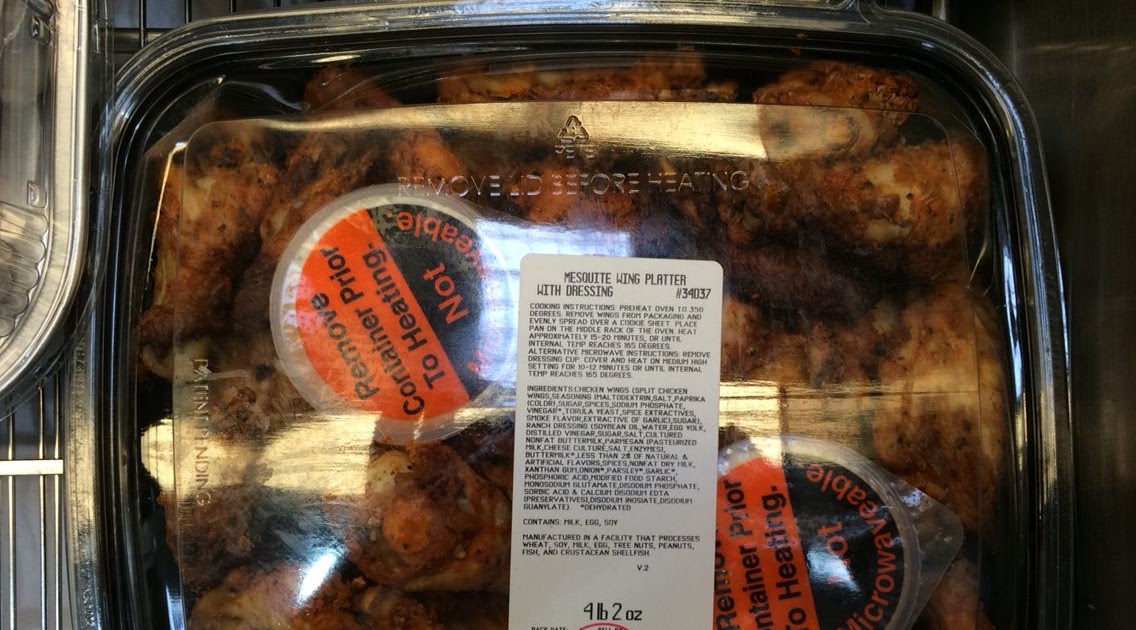 PETE
REMOVE LID BEFORE HEATING
Remove
Container Prior
To Heating.
Not
MESQUITE WING PLATTER
WITH DRESSING #34037
COOKING INSTRUCTIONS: PREHEAT OVEN TO 350
DEGREES. REMOVE WINGS FROM PACKAGING AND
EVENLY SPREAD OVER A COOKIE SHEET. PLACE
PAN ON THE MIDDLE RACK OF THE OVEN. HEAT
APPROXIMATELY 15-20 MINUTES, OR UNTIL
INTERNAL TEMP REACHES 165 DEGREES.
ALTERNATIVE MICROWAVE INSTRUCTIONS: REMOVE
DRESSING CUP. COVER AND HEAT ON MEDIUM HIGH
SETTING FOR 10-12 MINUTES OR UNTIL INTERNAL
TEMP REACHES 165 DEGREES.
INGREDIENTS:CHICKEN WINGS (SPLIT CHICKEN
WINGS,SEASONING (MALTODEXTRIN,SALT,PAPRIKA
(COLOR),SUGAR,SPICES,SODIUM PHOSPHATE,
VINEGAR*,TORULA YEAST,SPICE EXTRACTIVES,
SMOKE FLAVOR,EXTRACTIVE OF GARLIC),SUGAR),
RANCH DRESSING (SOYBEAN OIL,WATER,EGG YOLK,
DISTILLED VINEGAR,SUGAR,SALT,CULTURED
NONFAT BUTTERMILK,PARMESAN (PASTEURIZED
MILK,CHEESE CULTURE,SALT,ENZYMES),
BUTTERMILK*,LESS THAN 2% OF NATURAL &
ARTIFICIAL FLAVORS,SPICES,NONFAT DRY MILK,
XANTHAN GUM,ONION*,PARSLEY*,GARLIC*,
PHOSPHORIC ACID,MODIFIED FOOD STARCH,
MONOSODIUM GLUTAMATE,DISODIUM PHOSPHATE,
SORBIC ACID & CALCIUM DISODIUM EDTA
(PRESERVATIVES),DISODIUM INOSIATE,DISODIUM
GUANYLATE). *DEHYDRATED
CONTAINS: MILK, EGG, SOY
MANUFACTURED IN A FACILITY THAT PROCESSES
WHEAT, SOY, MILK, EGG, TREE NUTS, PEANUTS,
FISH, AND CRUSTACEAN SHELLFISH
V.2
4 lb 2 oz
Container Prior
To Heating.
Not
Microwaveable.